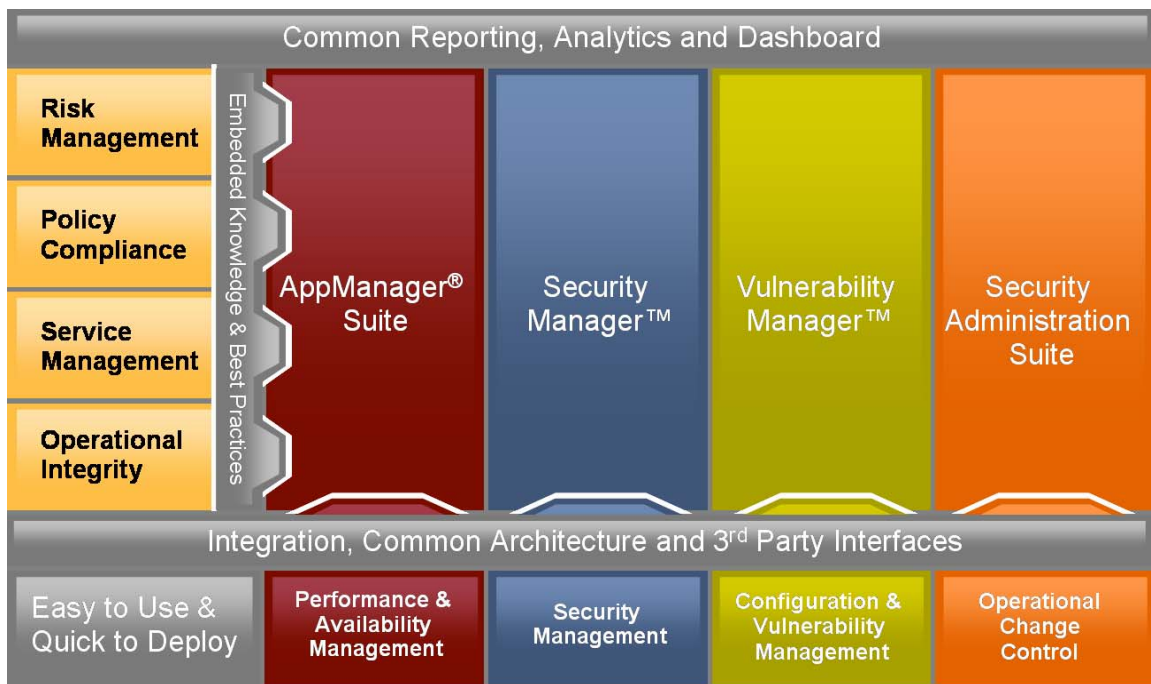 Common Reporting, Analytics and Dashboard
Risk
Management
Policy
Compliance
Service
Management
Operational
Integrity
Embedded Knowledge & Best Practices
AppManager®
Suite
Security
Manager™
Vulnerability
Manager™
Security
Administration
Suite
Integration, Common Architecture and 3rd Party Interfaces
Easy to Use &
Quick to Deploy
Performance &
Availability
Management
Security
Management
Configuration &
Vulnerability
Management
Operational
Change
Control